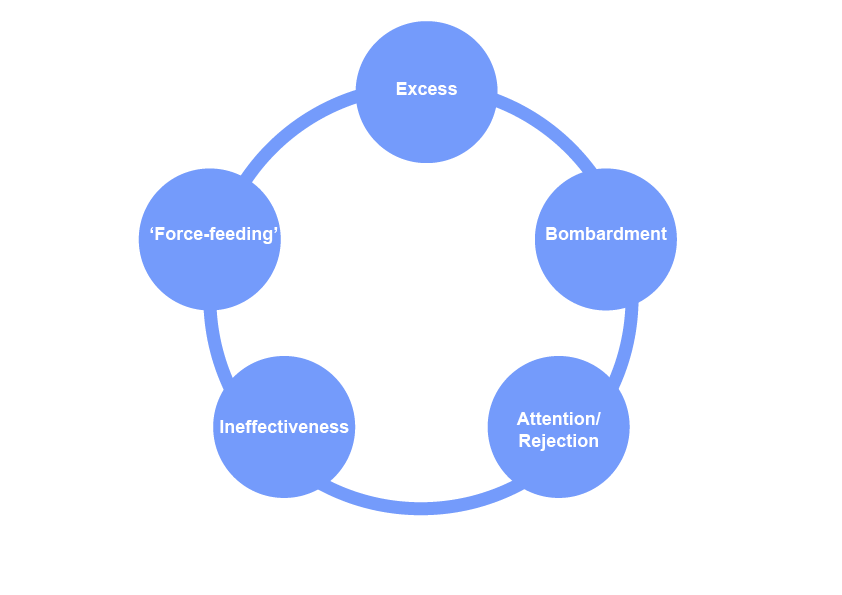 Excess
Bombardment
Attention/
Rejection
Ineffectiveness
‘Force-feeding’